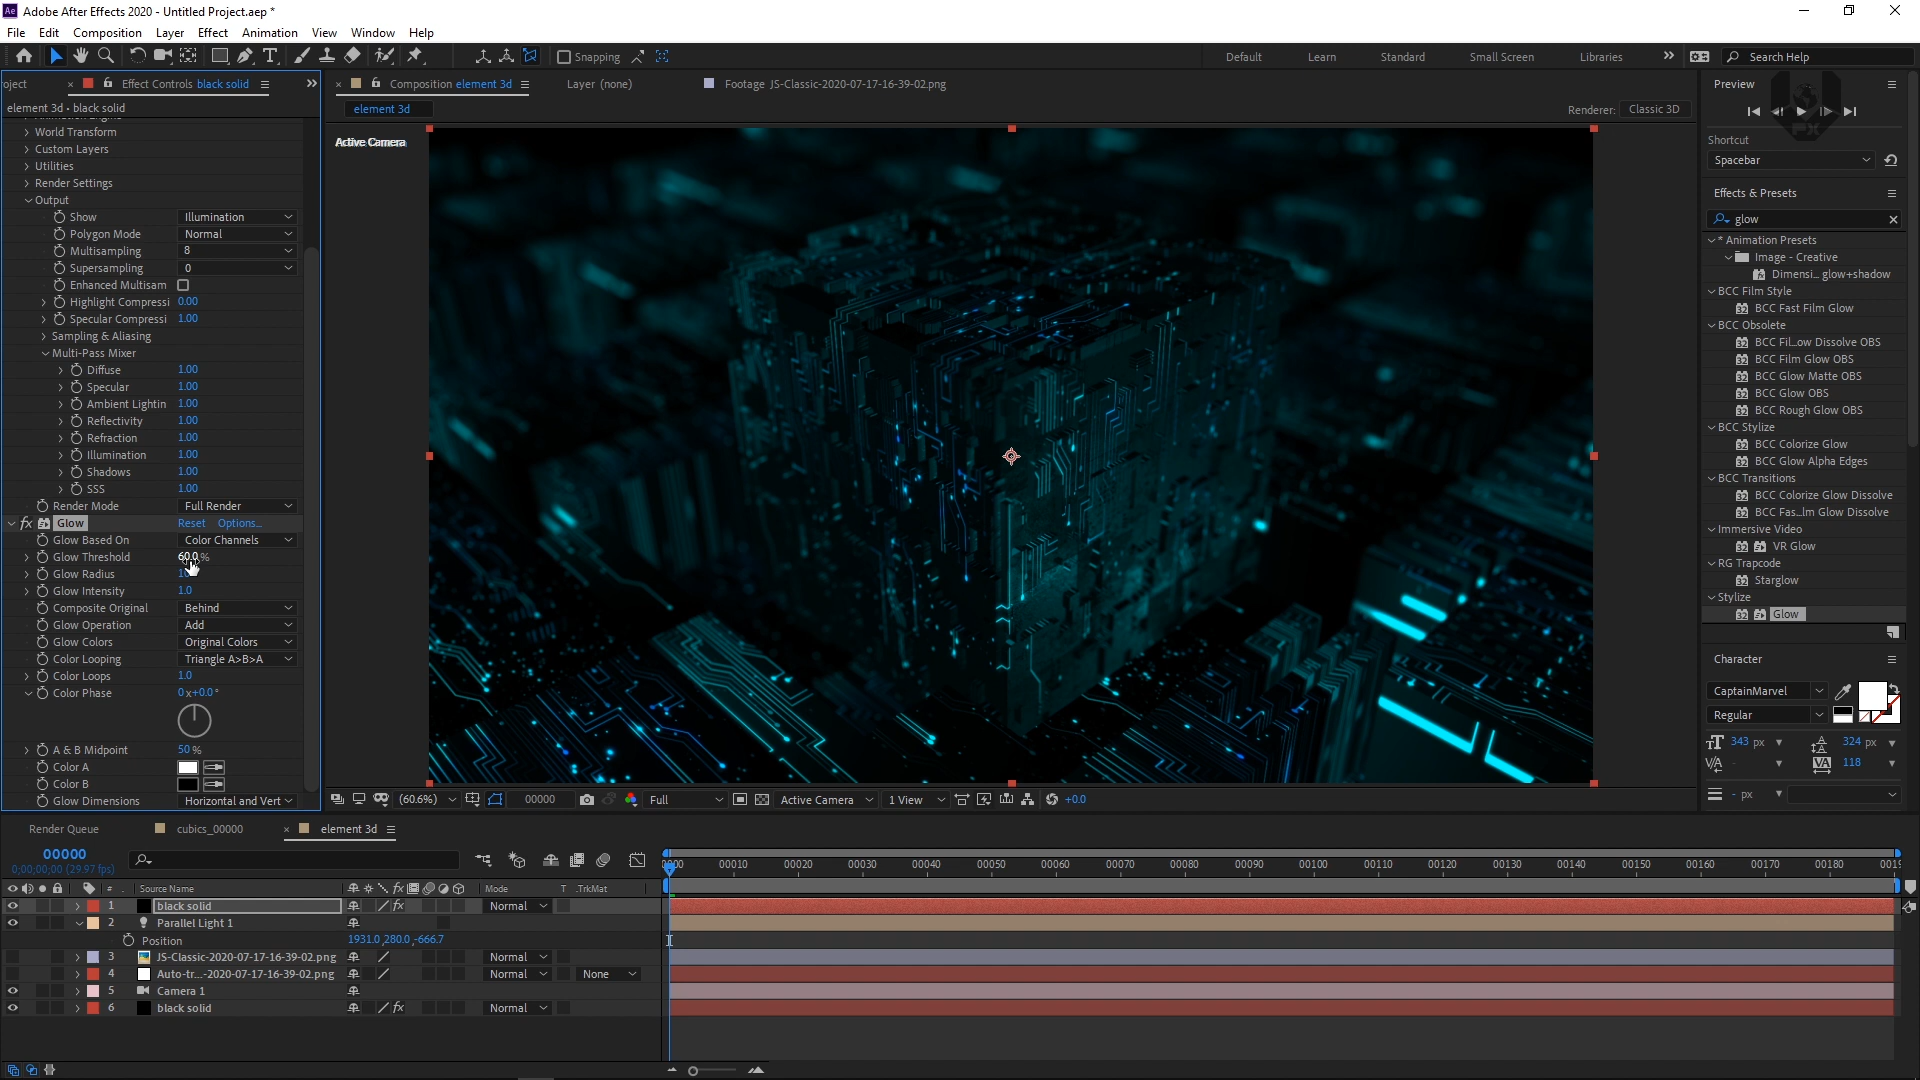 Ae Adobe After Effects 2020 - Untitled Project.aep *
File Edit Composition Layer Effect Animation View Window Help
Snapping
Default Learn Standard Small Screen Libraries
Search Help
oject
Effect Controls black solid
element 3d • black solid
World Transform
Custom Layers
Utilities
Render Settings
Output
Show Illumination
Polygon Mode Normal
Multisampling 8
Supersampling 0
Enhanced Multisam
Highlight Compressi 0.00
Specular Compressi 1.00
Sampling & Aliasing
Multi-Pass Mixer
Diffuse 1.00
Specular 1.00
Ambient Lightin 1.00
Reflectivity 1.00
Refraction 1.00
Illumination 1.00
Shadows 1.00
SSS 1.00
Render Mode Full Render
fx Glow Reset Options...
Glow Based On Color Channels
Glow Threshold 60.0 %
Glow Radius
Glow Intensity 1.0
Composite Original Behind
Glow Operation Add
Glow Colors Original Colors
Color Looping Triangle A>B>A
Color Loops 1.0
Color Phase 0x+0.0°
A & B Midpoint 50 %
Color A
Color B
Glow Dimensions Horizontal and Vert
Composition element 3d
Layer (none)
Footage JS-Classic-2020-07-17-16-39-02.png
element 3d
Renderer: Classic 3D
Active Camera
(60.6%) 00000 Full Active Camera 1 View +0.0
Preview
PX
Shortcut
Spacebar
Effects & Presets
glow
* Animation Presets
Image - Creative
Dimensi... glow+shadow
BCC Film Style
BCC Fast Film Glow
BCC Obsolete
BCC Fil...ow Dissolve OBS
BCC Film Glow OBS
BCC Glow Matte OBS
BCC Glow OBS
BCC Rough Glow OBS
BCC Stylize
BCC Colorize Glow
BCC Glow Alpha Edges
BCC Transitions
BCC Colorize Glow Dissolve
BCC Fas...lm Glow Dissolve
Immersive Video
VR Glow
RG Trapcode
Starglow
Stylize
Glow
Character
CaptainMarvel
Regular
343 px 324 px
118
- px
Render Queue
cubics_00000
element 3d
00000
0;00;00;00 (29.97 fps)
# Source Name Mode T .TrkMat
1 black solid Normal
2 Parallel Light 1
Position 1931.0,280.0,-666.7
3 JS-Classic-2020-07-17-16-39-02.png Normal
4 Auto-tr...-2020-07-17-16-39-02.png Normal None
5 Camera 1
6 black solid Normal
00010 00020 00030 00040 00050 00060 00070 00080 00090 00100 00110 00120 00130 00140 00150 00160 00170 00180